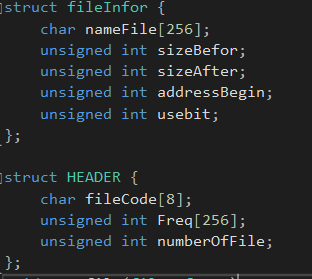 struct fileInfor {
    char nameFile[256];
    unsigned int sizeBefor;
    unsigned int sizeAfter;
    unsigned int addressBegin;
    unsigned int usebit;
};
struct HEADER {
    char fileCode[8];
    unsigned int Freq[256];
    unsigned int numberOfFile;
};